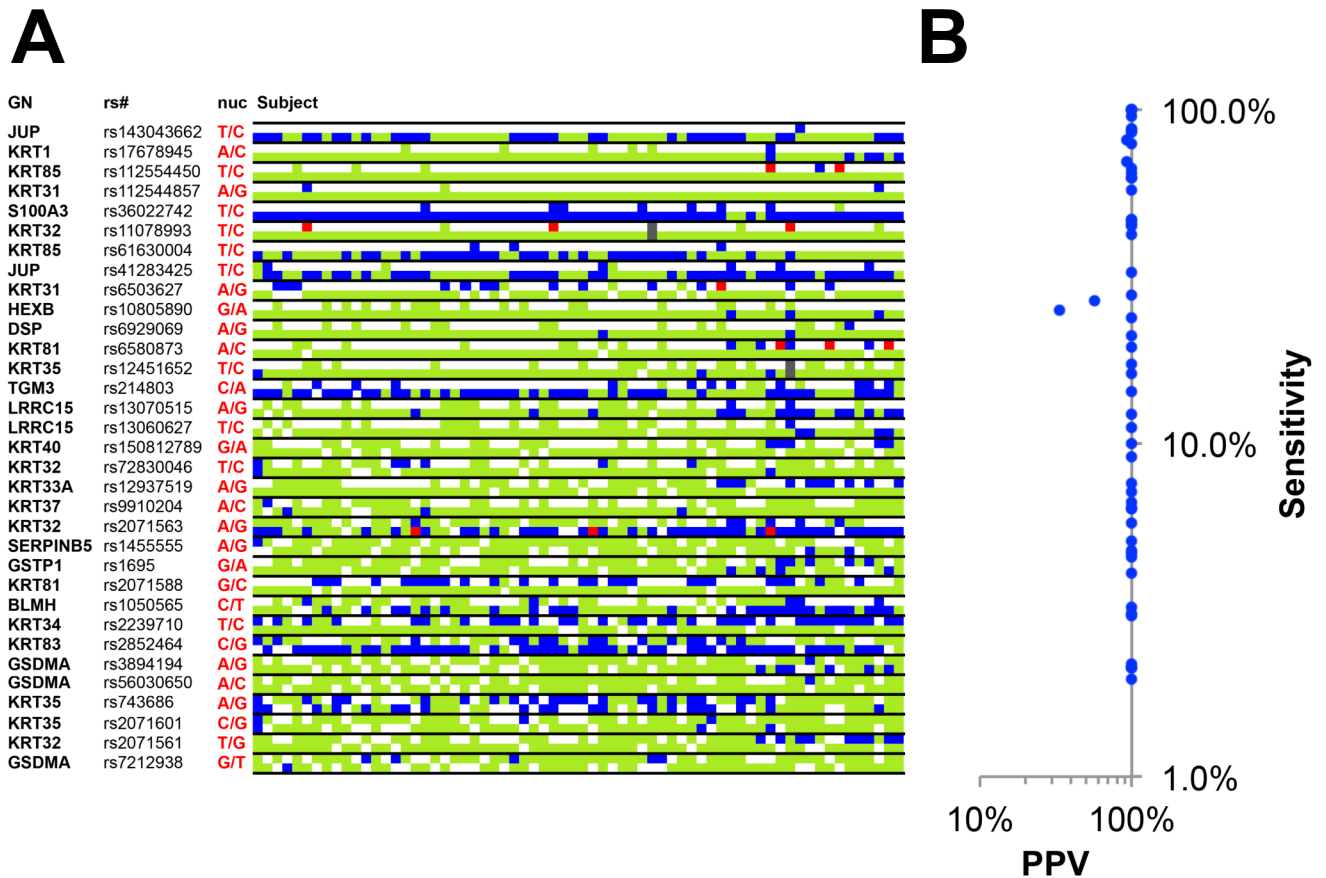 A
B
GN rs# nuc Subject
JUP rs143043662 T/C
KRT1 rs17678945 A/C
KRT85 rs112554450 T/C
KRT31 rs112544857 A/G
S100A3 rs36022742 T/C
KRT32 rs11078993 T/C
KRT85 rs61630004 T/C
JUP rs41283425 T/C
KRT31 rs6503627 A/G
HEXB rs10805890 G/A
DSP rs6929069 A/G
KRT81 rs6580873 A/C
KRT35 rs12451652 T/C
TGM3 rs214803 C/A
LRRC15 rs13070515 A/G
LRRC15 rs13060627 T/C
KRT40 rs150812789 G/A
KRT32 rs72830046 T/C
KRT33A rs12937519 A/G
KRT37 rs9910204 A/C
KRT32 rs2071563 A/G
SERPINB5 rs1455555 A/G
GSTP1 rs1695 G/A
KRT81 rs2071588 G/C
BLMH rs1050565 C/T
KRT34 rs2239710 T/C
KRT83 rs2852464 C/G
GSDMA rs3894194 A/G
GSDMA rs56030650 A/C
KRT35 rs743686 A/G
KRT35 rs2071601 C/G
KRT32 rs2071561 T/G
GSDMA rs7212938 G/T
100.0%
10.0%
1.0%
Sensitivity
10% 100%
PPV